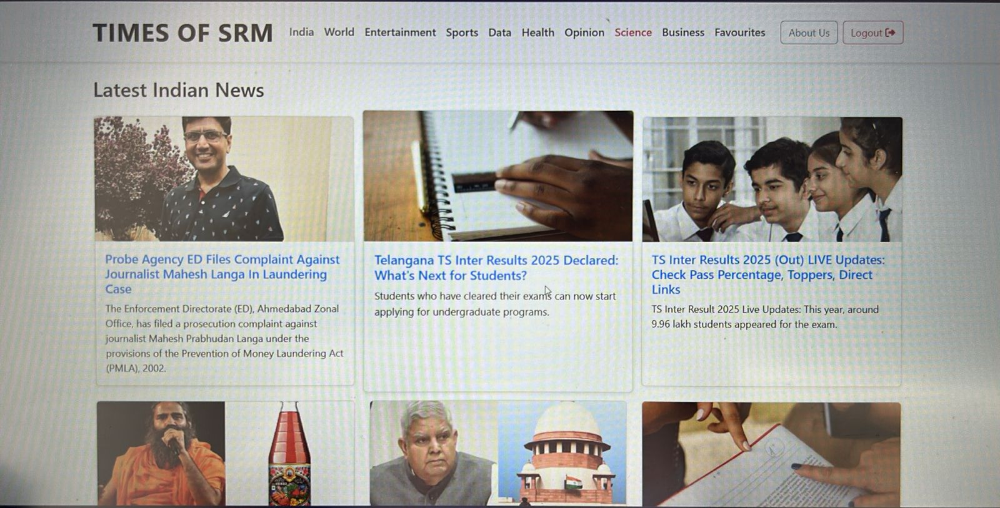 TIMES OF SRM India World Entertainment Sports Data Health Opinion Science Business Favourites About Us Logout
Latest Indian News
Probe Agency ED Files Complaint Against
Journalist Mahesh Langa In Laundering
Case
The Enforcement Directorate (ED), Ahmedabad Zonal
Office, has filed a prosecution complaint against
journalist Mahesh Prabhudan Langa under the
provisions of the Prevention of Money Laundering Act
(PMLA), 2002.
Telangana TS Inter Results 2025 Declared:
What's Next for Students?
Students who have cleared their exams can now start
applying for undergraduate programs.
TS Inter Results 2025 (Out) LIVE Updates:
Check Pass Percentage, Toppers, Direct
Links
TS Inter Result 2025 Live Updates: This year, around
9.96 lakh students appeared for the exam.